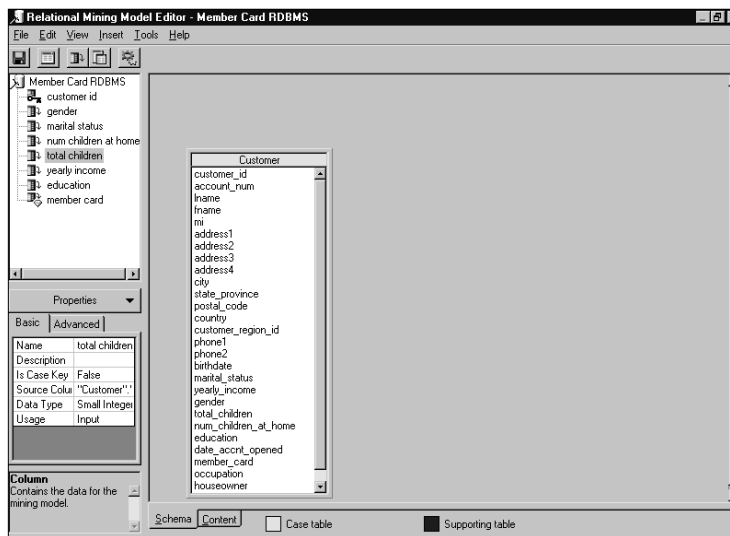 Relational Mining Model Editor - Member Card RDBMS
File Edit View Insert Tools Help
Member Card RDBMS
customer id
gender
marital status
num children at home
total children
yearly income
education
member card
Properties
Basic Advanced
Name total children
Description
Is Case Key False
Source Colu "Customer"."
Data Type Small Integer
Usage Input
Column
Contains the data for the
mining model.
Customer
customer_id
account_num
lname
fname
mi
address1
address2
address3
address4
city
state_province
postal_code
country
customer_region_id
phone1
phone2
birthdate
marital_status
yearly_income
gender
total_children
num_children_at_home
education
date_accnt_opened
member_card
occupation
houseowner
Schema Content Case table Supporting table